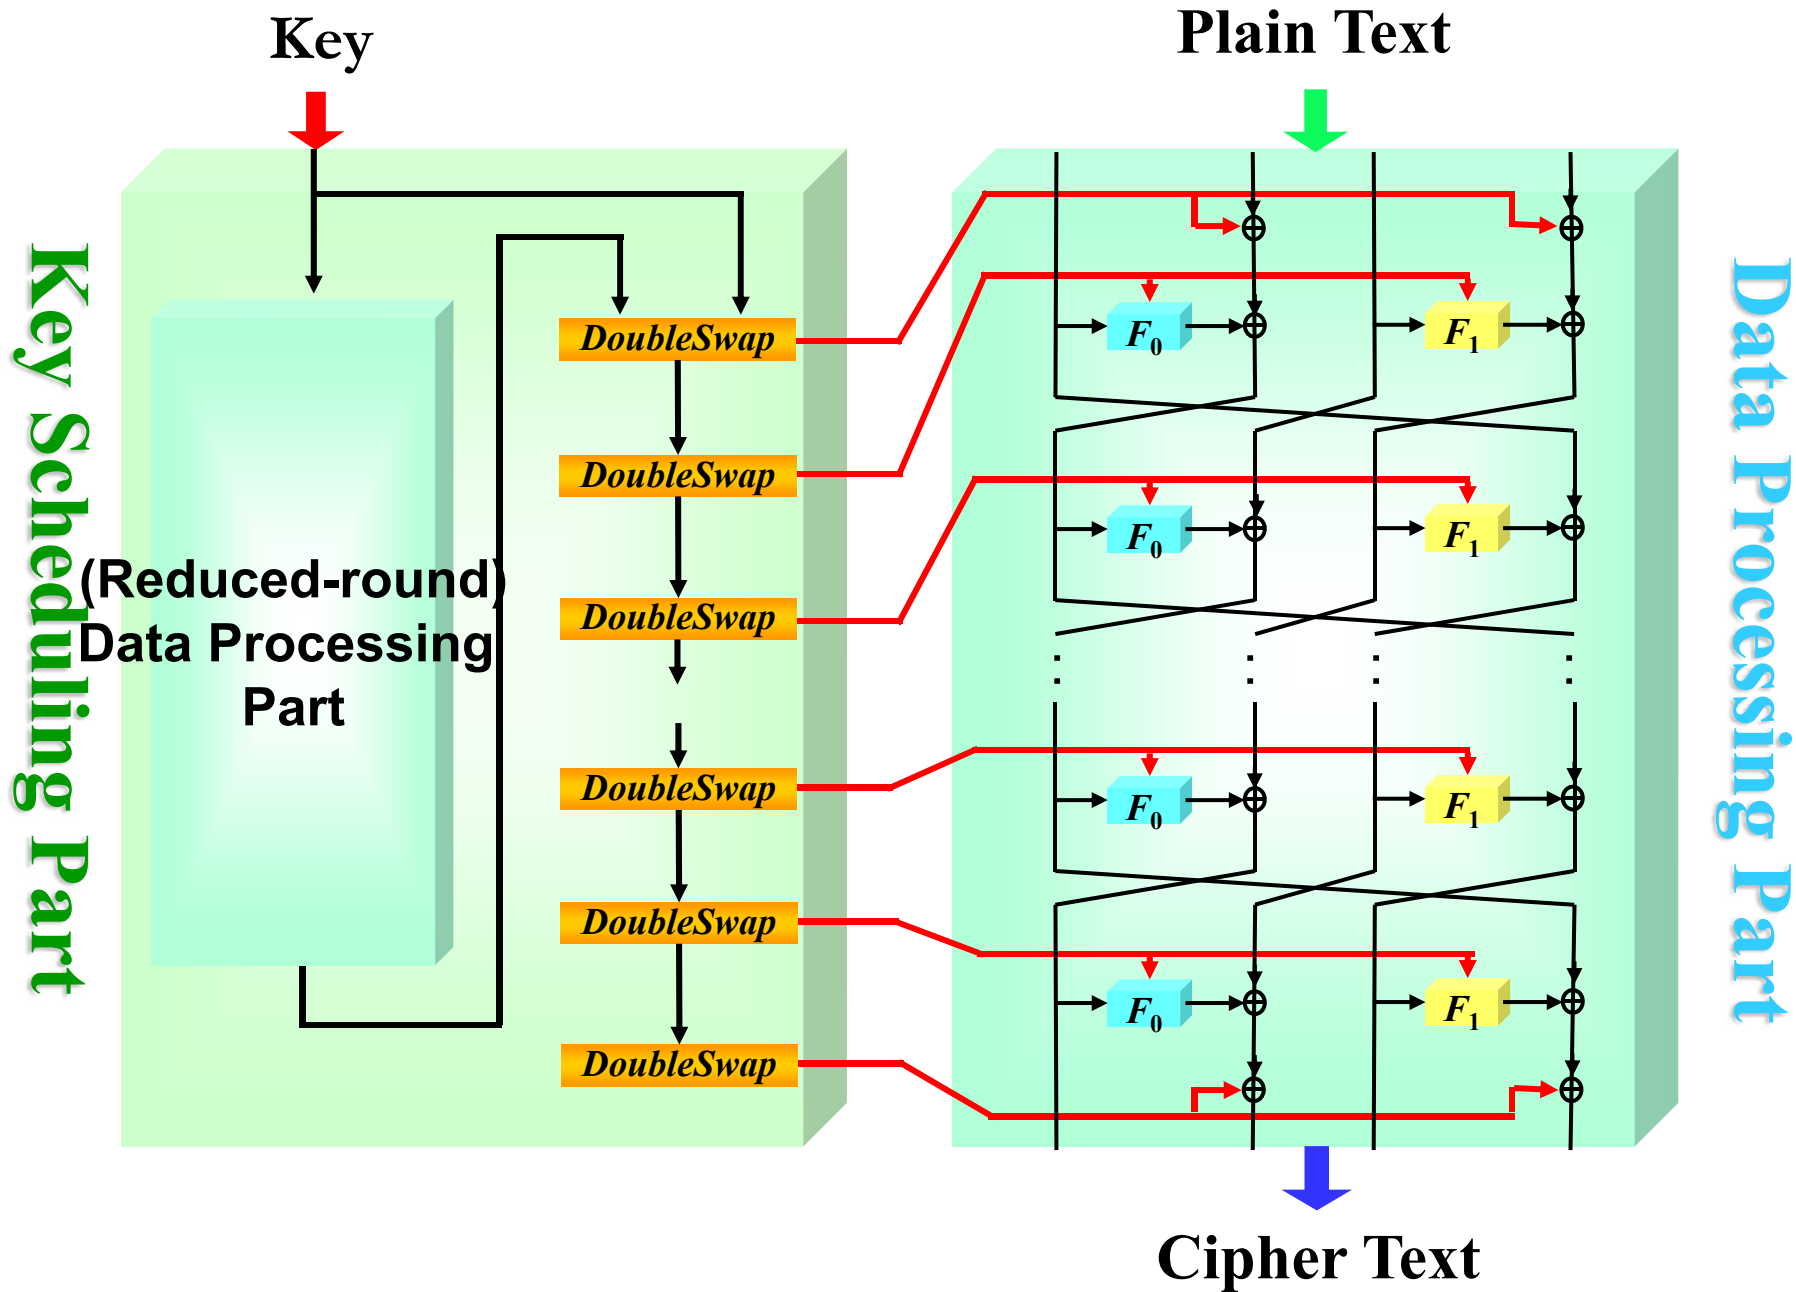 Key
Plain Text
Key Scheduling Part
(Reduced-round)
Data Processing
Part
DoubleSwap
DoubleSwap
DoubleSwap
DoubleSwap
DoubleSwap
DoubleSwap
F0
F1
F0
F1
F0
F1
F0
F1
Data Processing Part
Cipher Text